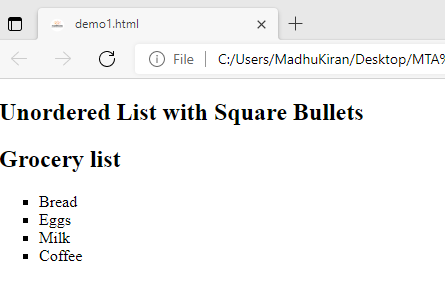 demo1.html
File
C:/Users/MadhuKiran/Desktop/MTA%
Unordered List with Square Bullets
Grocery list
Bread
Eggs
Milk
Coffee